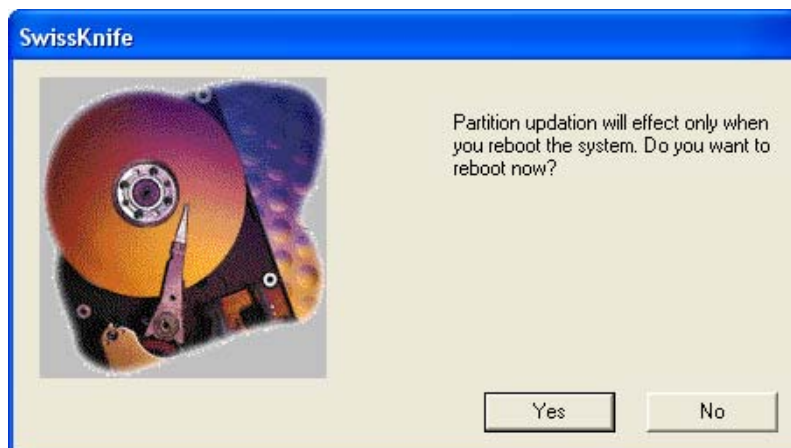 SwissKnife
Partition updation will effect only when
you reboot the system. Do you want to
reboot now?
Yes
No